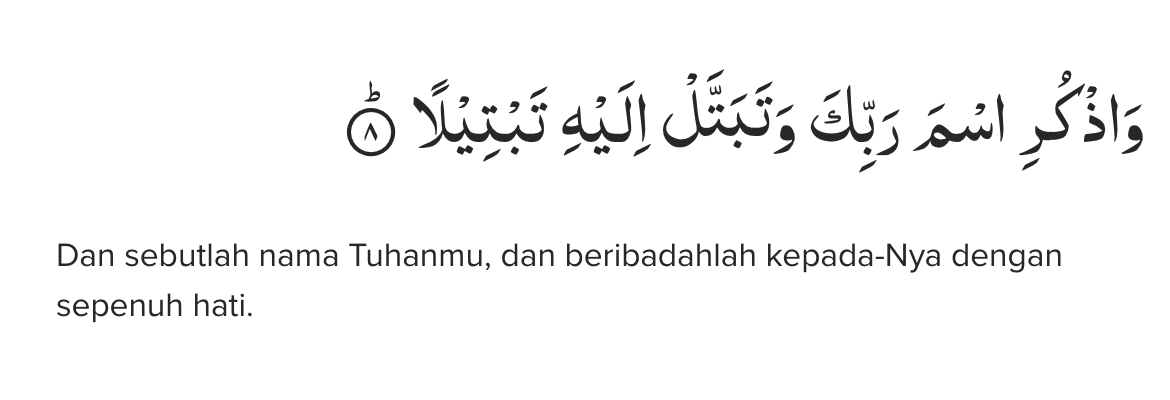 وَاذْكُرِ اسْمَ رَبِّكَ وَتَبَتَّلْ اِلَيْهِ تَبْتِيْلًاۗ ٨
Dan sebutlah nama Tuhanmu, dan beribadahlah kepada-Nya dengan
sepenuh hati.